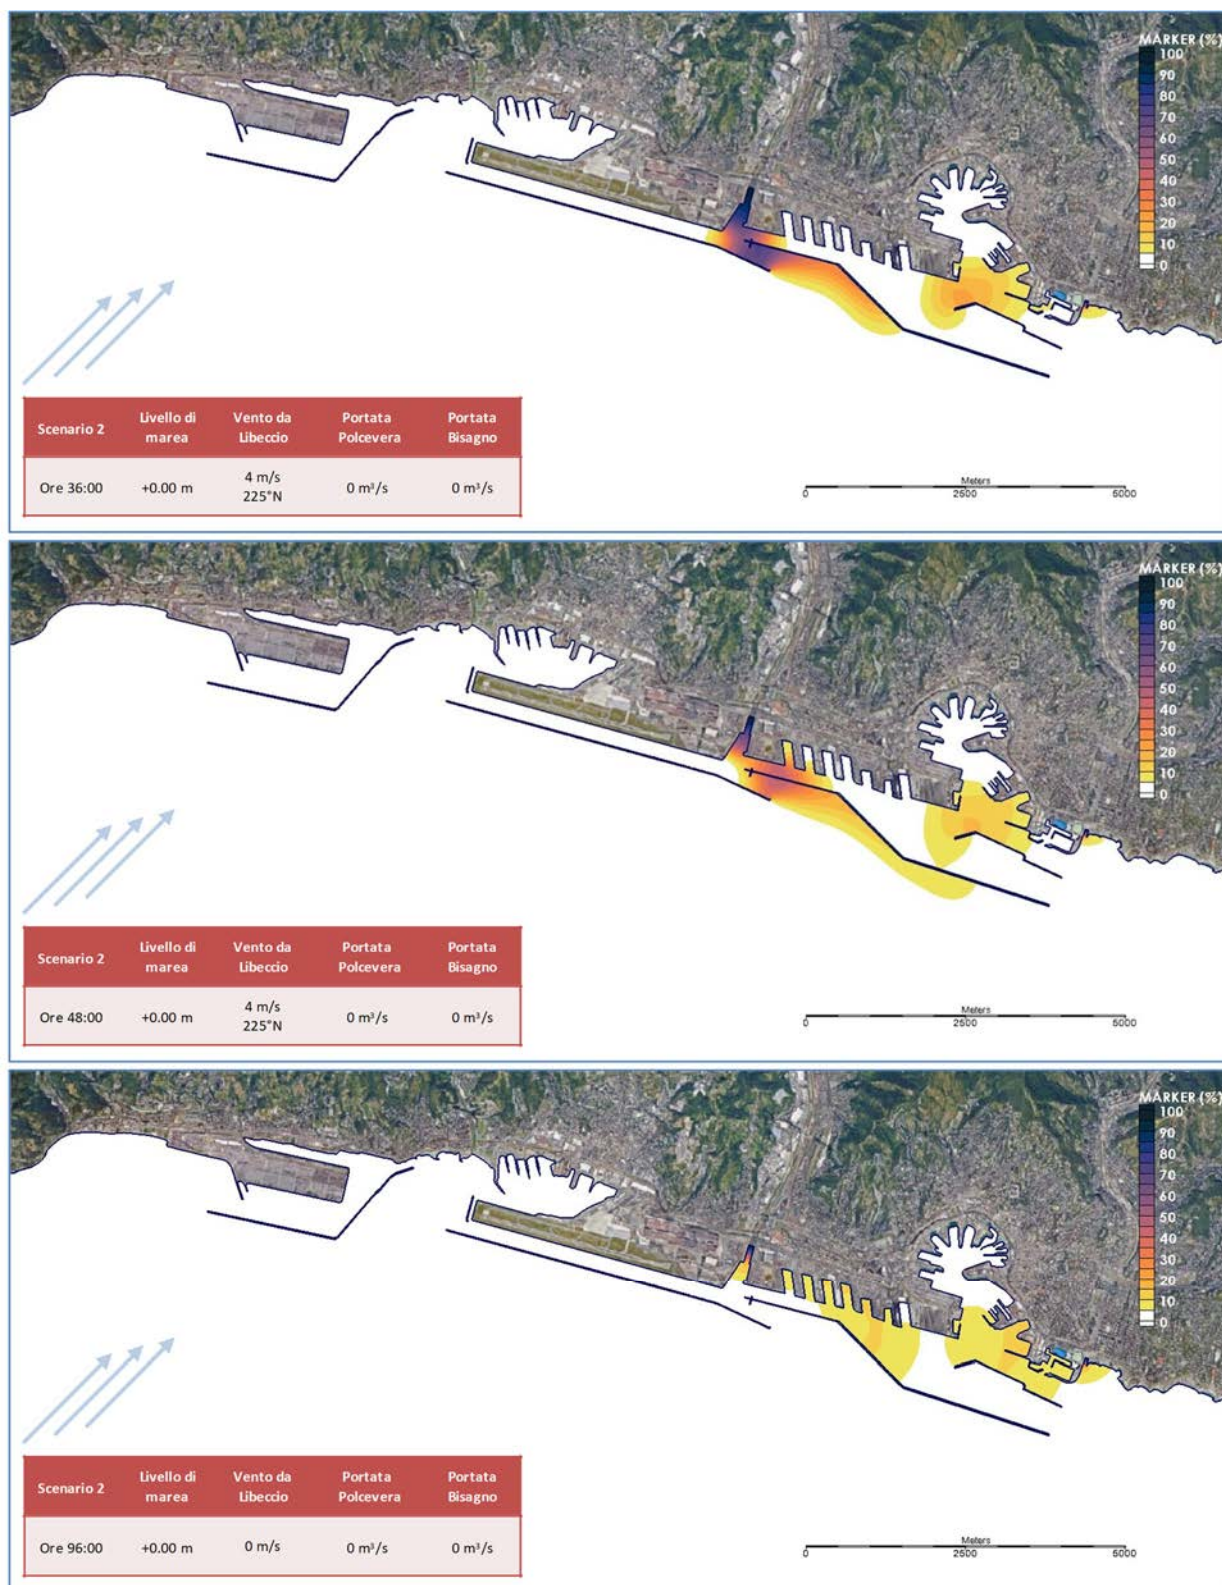 MARKER (%)
100
90
80
70
60
50
40
30
20
10
0
Scenario 2
Livello di marea
Vento da Libeccio
Portata Polcevera
Portata Bisagno
Ore 36:00
+0.00 m
4 m/s
225°N
0 m³/s
0 m³/s
Meters
0 2500 5000
MARKER (%)
100
90
80
70
60
50
40
30
20
10
0
Scenario 2
Livello di marea
Vento da Libeccio
Portata Polcevera
Portata Bisagno
Ore 48:00
+0.00 m
4 m/s
225°N
0 m³/s
0 m³/s
Meters
0 2500 5000
MARKER (%)
100
90
80
70
60
50
40
30
20
10
0
Scenario 2
Livello di marea
Vento da Libeccio
Portata Polcevera
Portata Bisagno
Ore 96:00
+0.00 m
0 m/s
0 m³/s
0 m³/s
Meters
0 2500 5000